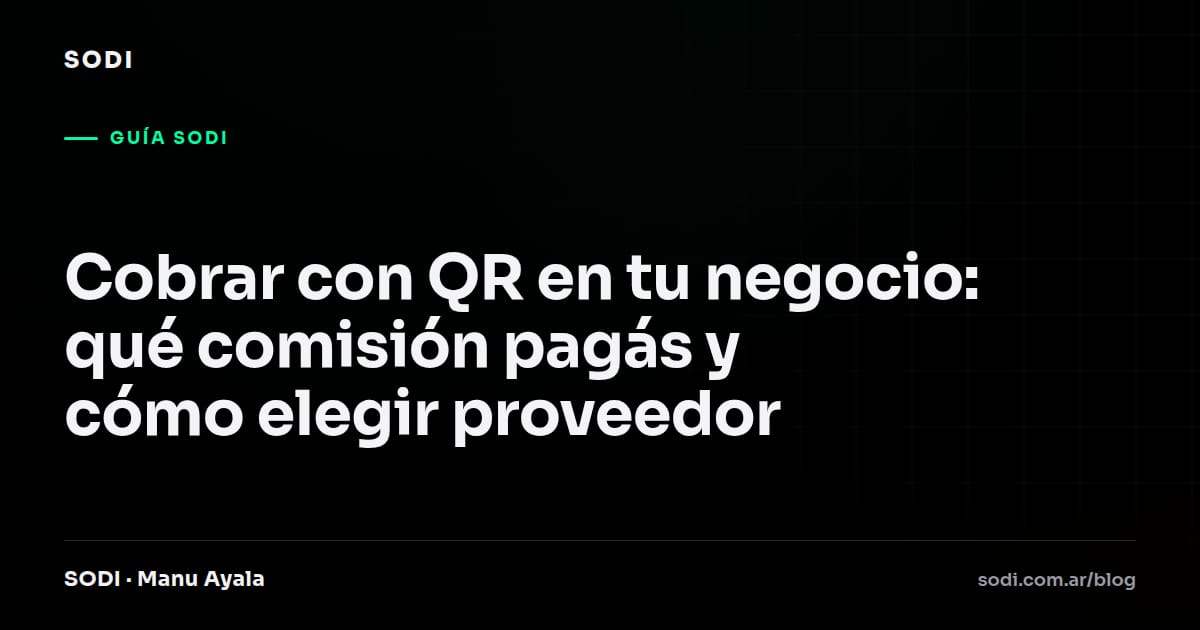 SODI
GUÍA SODI
Cobrar con QR en tu negocio:
qué comisión pagás y
cómo elegir proveedor
SODI · Manu Ayala
sodi.com.ar/blog